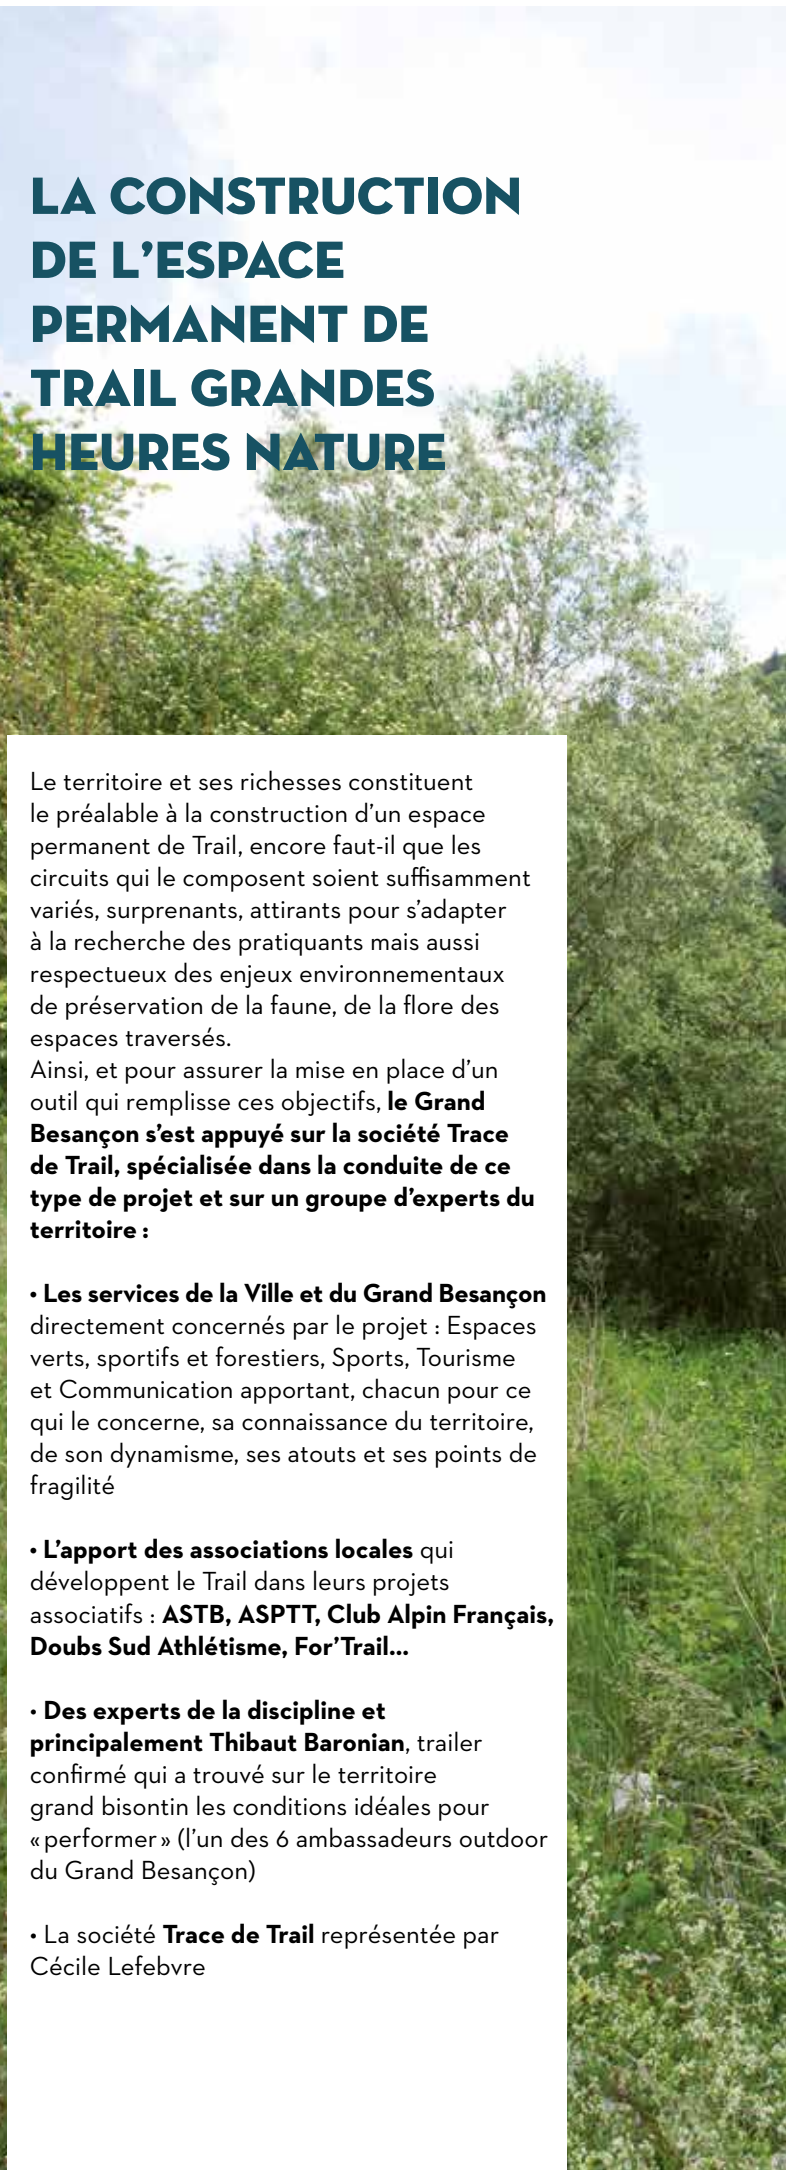 LA CONSTRUCTION
DE L’ESPACE
PERMANENT DE
TRAIL GRANDES
HEURES NATURE
Le territoire et ses richesses constituent
le préalable à la construction d’un espace
permanent de Trail, encore faut-il que les
circuits qui le composent soient suffisamment
variés, surprenants, attirants pour s’adapter
à la recherche des pratiquants mais aussi
respectueux des enjeux environnementaux
de préservation de la faune, de la flore des
espaces traversés.
Ainsi, et pour assurer la mise en place d’un
outil qui remplisse ces objectifs, le Grand
Besançon s’est appuyé sur la société Trace
de Trail, spécialisée dans la conduite de ce
type de projet et sur un groupe d’experts du
territoire :
• Les services de la Ville et du Grand Besançon
directement concernés par le projet : Espaces
verts, sportifs et forestiers, Sports, Tourisme
et Communication apportant, chacun pour ce
qui le concerne, sa connaissance du territoire,
de son dynamisme, ses atouts et ses points de
fragilité
• L’apport des associations locales qui
développent le Trail dans leurs projets
associatifs : ASTB, ASPTT, Club Alpin Français,
Doubs Sud Athlétisme, For’Trail...
• Des experts de la discipline et
principalement Thibaut Baronian, trailer
confirmé qui a trouvé sur le territoire
grand bisontin les conditions idéales pour
« performer » (l’un des 6 ambassadeurs outdoor
du Grand Besançon)
• La société Trace de Trail représentée par
Cécile Lefebvre